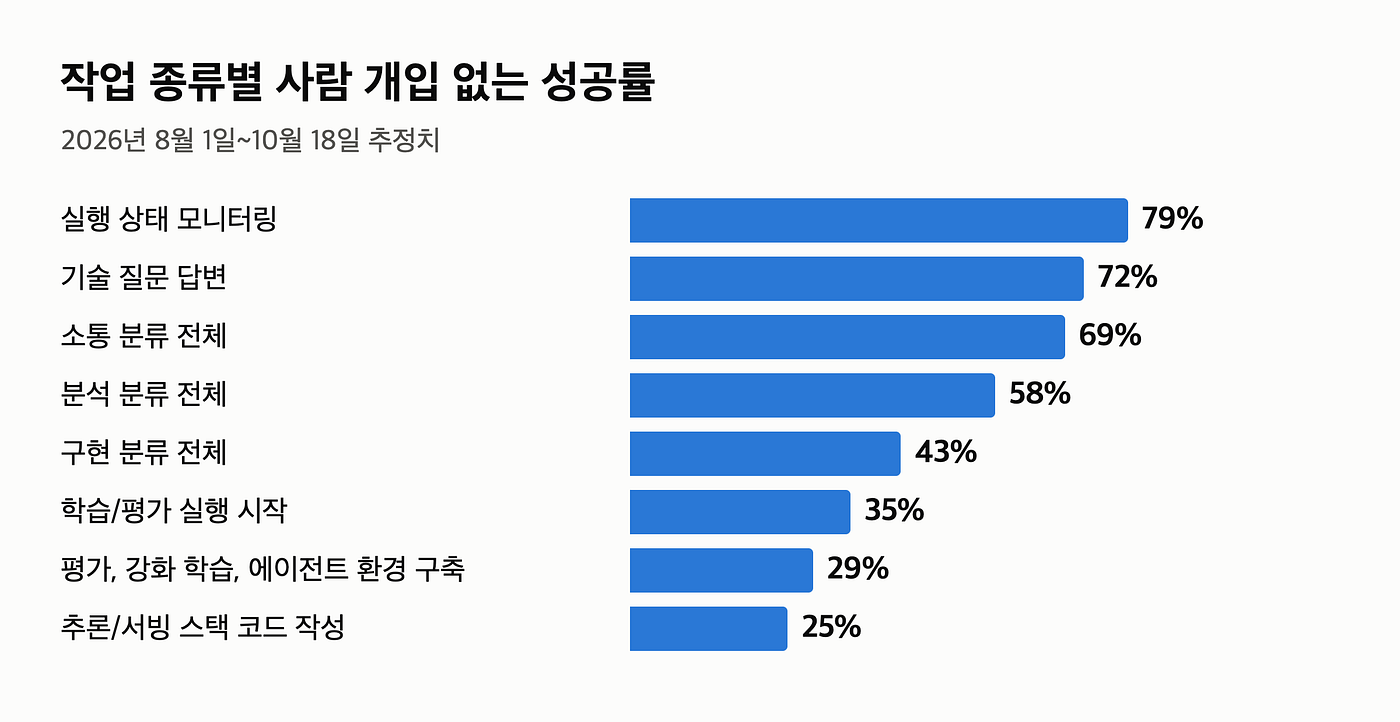 작업 종류별 사람 개입 없는 성공률
2026년 8월 1일~10월 18일 추정치
실행 상태 모니터링 79%
기술 질문 답변 72%
소통 분류 전체 69%
분석 분류 전체 58%
구현 분류 전체 43%
학습/평가 실행 시작 35%
평가, 강화 학습, 에이전트 환경 구축 29%
추론/서빙 스택 코드 작성 25%